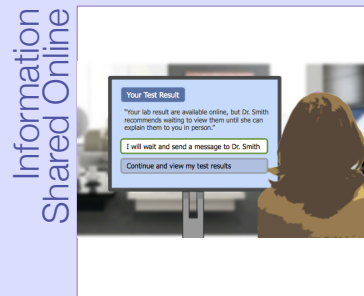 Information
Shared Online
Your Test Result
"Your lab result are available online, but Dr. Smith
recommends waiting to view them until she can
explain them to you in person."
I will wait and send a message to Dr. Smith
Continue and view my test results